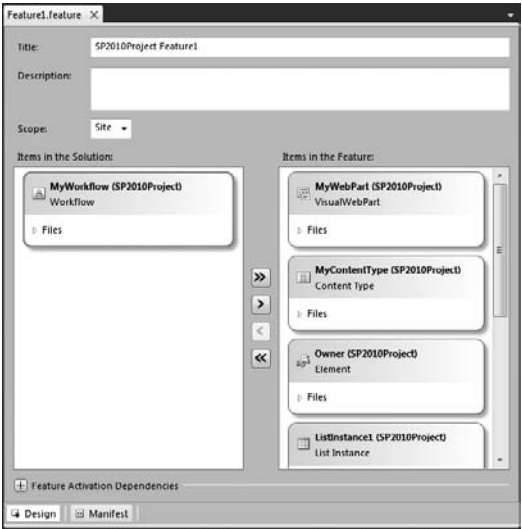 Feature1.feature
Title:
SP2010Project Feature1
Description:
Scope:
Site
Items in the Solution:
MyWorkflow (SP2010Project)
Workflow
Files
Items in the Feature:
MyWebPart (SP2010Project)
VisualWebPart
Files
MyContentType (SP2010Project)
Content Type
Files
Owner (SP2010Project)
Element
Files
ListInstance1 (SP2010Project)
List Instance
Feature Activation Dependencies
Design
Manifest